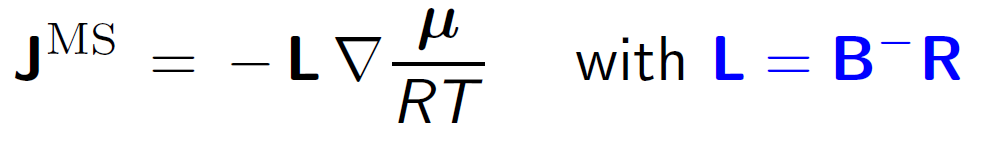 J^MS = − L ∇ μ/RT with L = B⁻ R